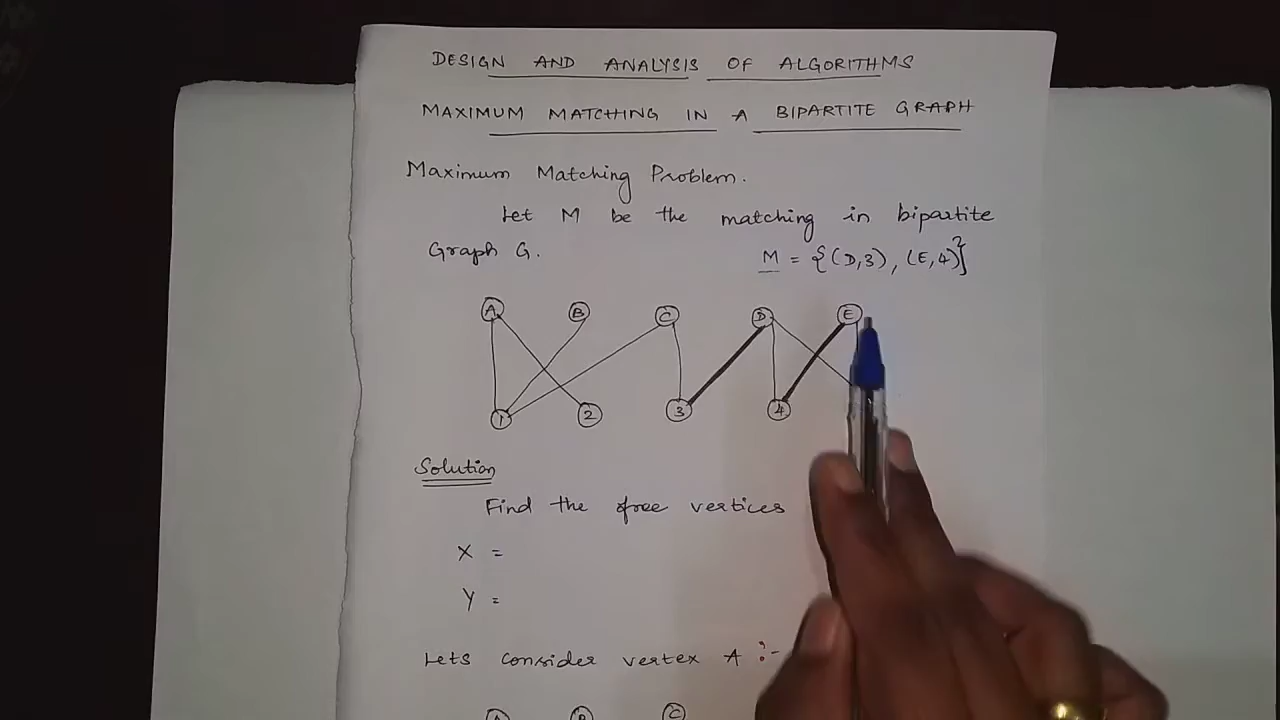 DESIGN AND ANALYSIS OF ALGORITHMS
MAXIMUM MATCHING IN A BIPARTITE GRAPH
Maximum Matching Problem.
Let M be the matching in bipartite
Graph G. M = {(D,3), (E,4)}
A B C D E
1 2 3 4
Solution
Find the free vertices
X =
Y =
Lets consider vertex A :-
A B C